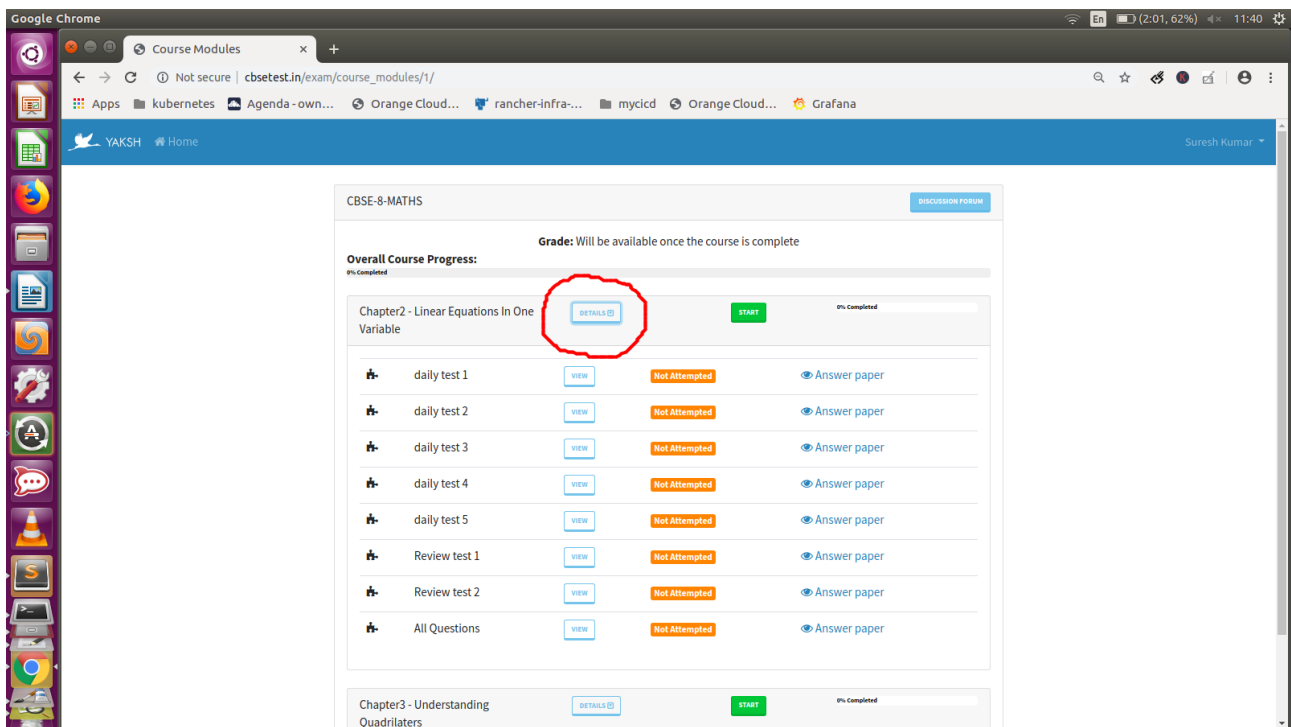 Google Chrome
En (2:01, 62%) 11:40
Course Modules
Not secure | cbsetest.in/exam/course_modules/1/
Apps kubernetes Agenda - own... Orange Cloud... rancher-infra-... mycicd Orange Cloud... Grafana
YAKSH Home Suresh Kumar
CBSE-8-MATHS DISCUSSION FORUM
Grade: Will be available once the course is complete
Overall Course Progress:
0% Completed
Chapter2 - Linear Equations In One Variable DETAILS START 0% Completed
daily test 1 VIEW Not Attempted Answer paper
daily test 2 VIEW Not Attempted Answer paper
daily test 3 VIEW Not Attempted Answer paper
daily test 4 VIEW Not Attempted Answer paper
daily test 5 VIEW Not Attempted Answer paper
Review test 1 VIEW Not Attempted Answer paper
Review test 2 VIEW Not Attempted Answer paper
All Questions VIEW Not Attempted Answer paper
Chapter3 - Understanding Quadrilaters DETAILS START 0% Completed